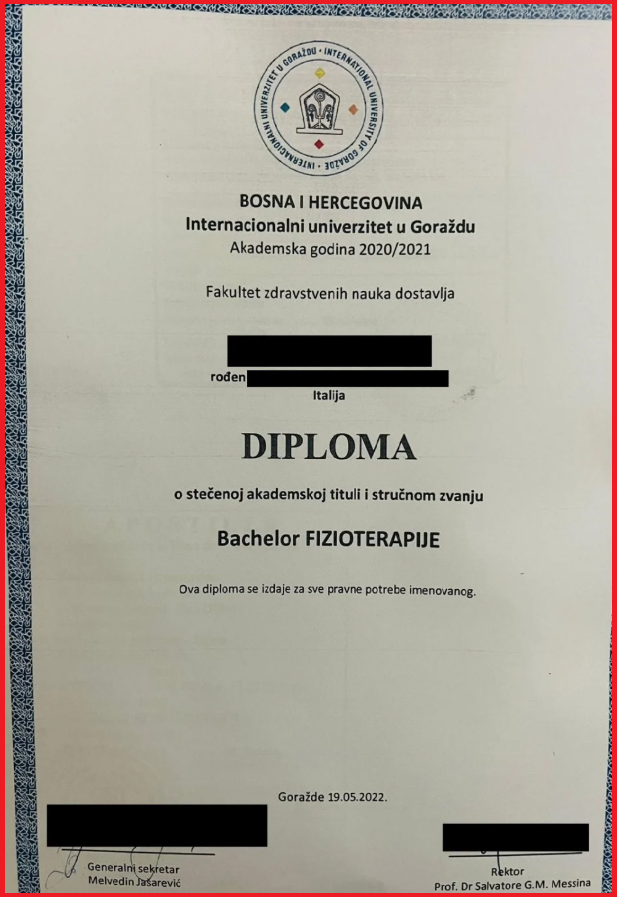 INTERNACIONALNI UNIVERZITET U GORAŽDU • INTERNATIONAL UNIVERSITY OF GORAZDE •
BOSNA I HERCEGOVINA
Internacionalni univerzitet u Goraždu
Akademska godina 2020/2021
Fakultet zdravstvenih nauka dostavlja
rođen
Italija
DIPLOMA
o stečenoj akademskoj tituli i stručnom zvanju
Bachelor FIZIOTERAPIJE
Ova diploma se izdaje za sve pravne potrebe imenovanog.
Goražde 19.05.2022.
Generalni sekretar
Melvedin Jašarević
Rektor
Prof. Dr Salvatore G.M. Messina